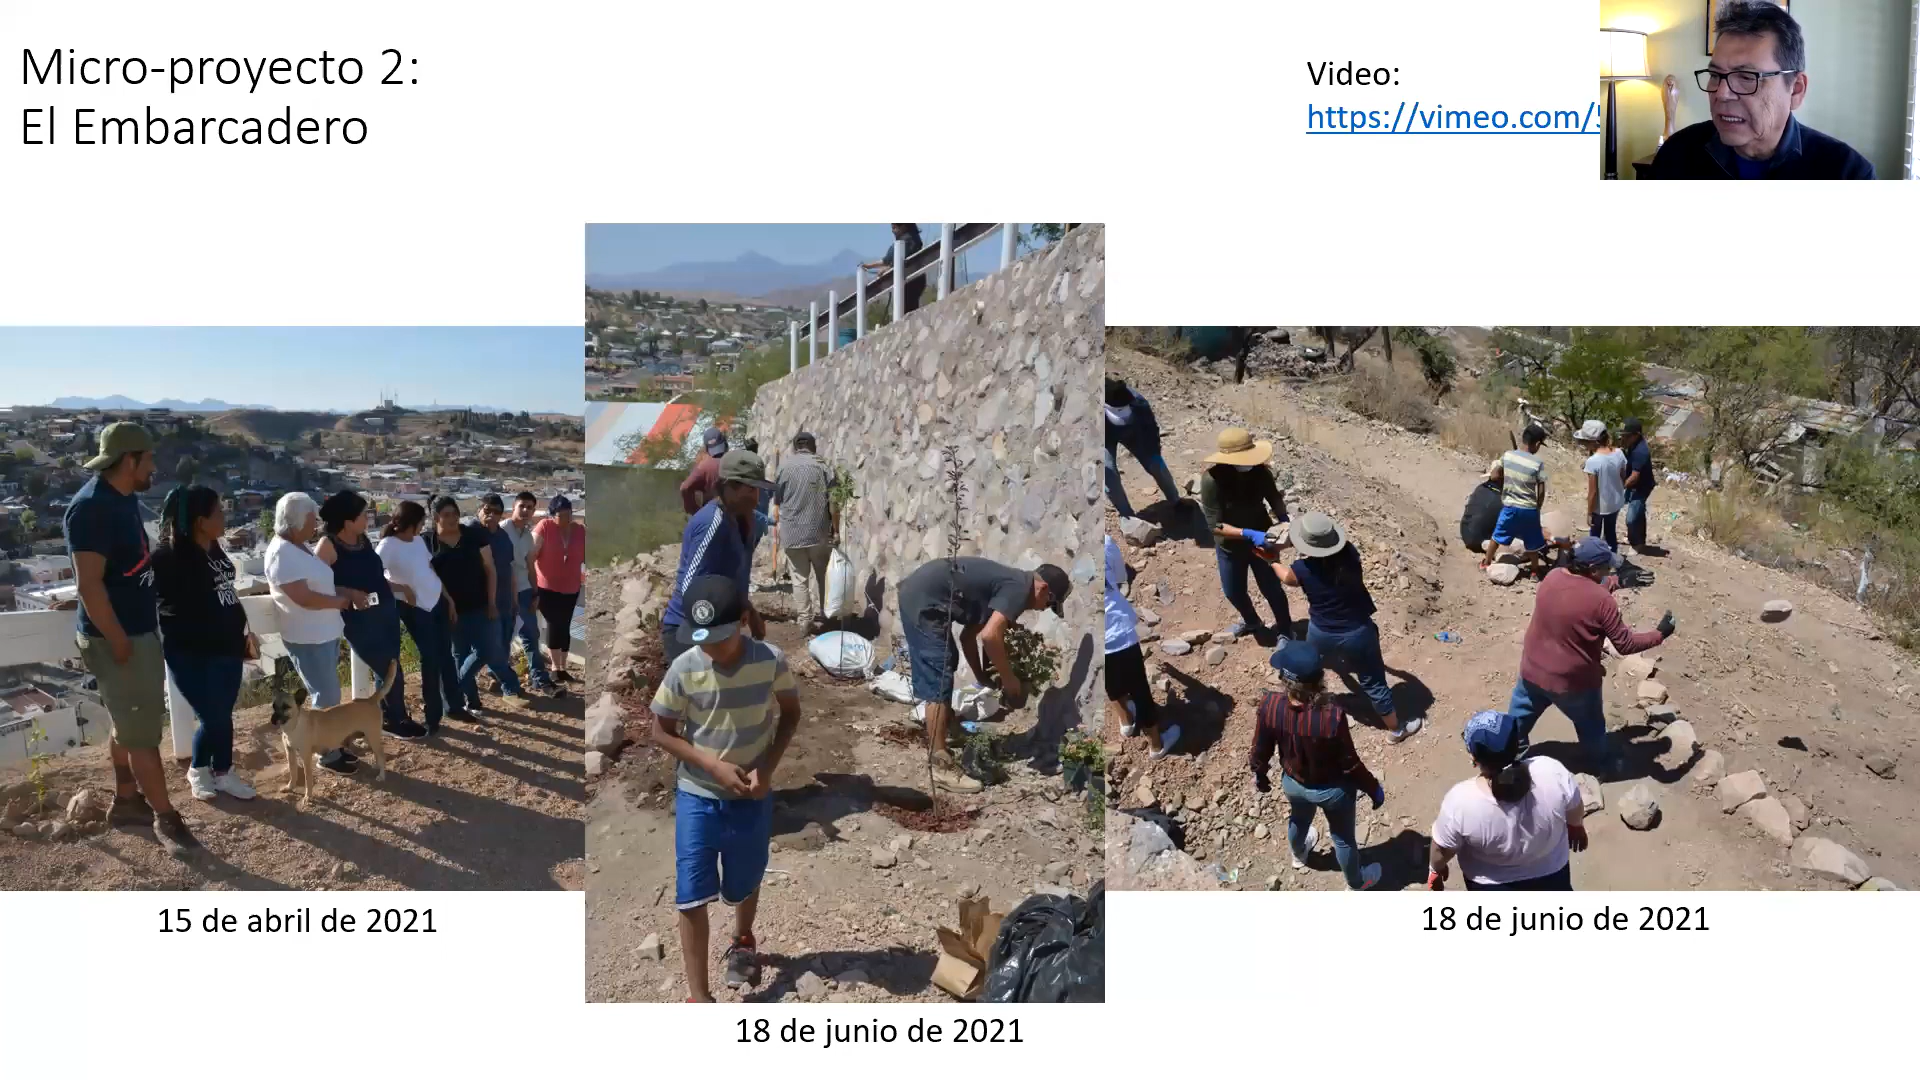 Micro-proyecto 2:
El Embarcadero
Video:
https://vimeo.com/
15 de abril de 2021
18 de junio de 2021
18 de junio de 2021